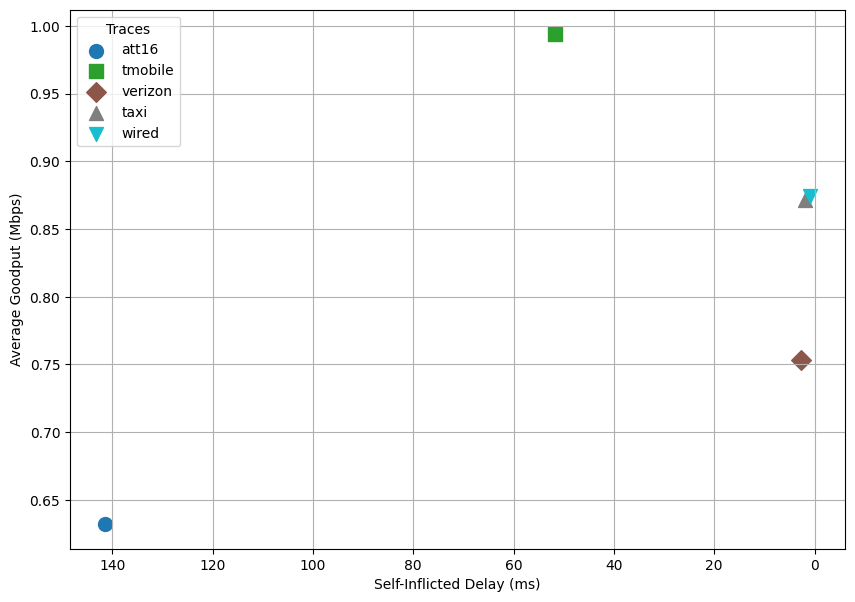 Traces
att16
tmobile
verizon
taxi
wired
1.00
0.95
0.90
0.85
0.80
0.75
0.70
0.65
Average Goodput (Mbps)
140
120
100
80
60
40
20
0
Self-Inflicted Delay (ms)